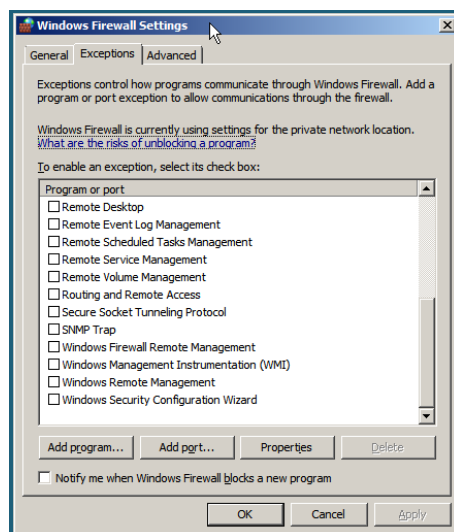 Windows Firewall Settings
General Exceptions Advanced
Exceptions control how programs communicate through Windows Firewall. Add a
program or port exception to allow communications through the firewall.
Windows Firewall is currently using settings for the private network location.
What are the risks of unblocking a program?
To enable an exception, select its check box:
Program or port
Remote Desktop
Remote Event Log Management
Remote Scheduled Tasks Management
Remote Service Management
Remote Volume Management
Routing and Remote Access
Secure Socket Tunneling Protocol
SNMP Trap
Windows Firewall Remote Management
Windows Management Instrumentation (WMI)
Windows Remote Management
Windows Security Configuration Wizard
Add program... Add port... Properties Delete
Notify me when Windows Firewall blocks a new program
OK Cancel Apply